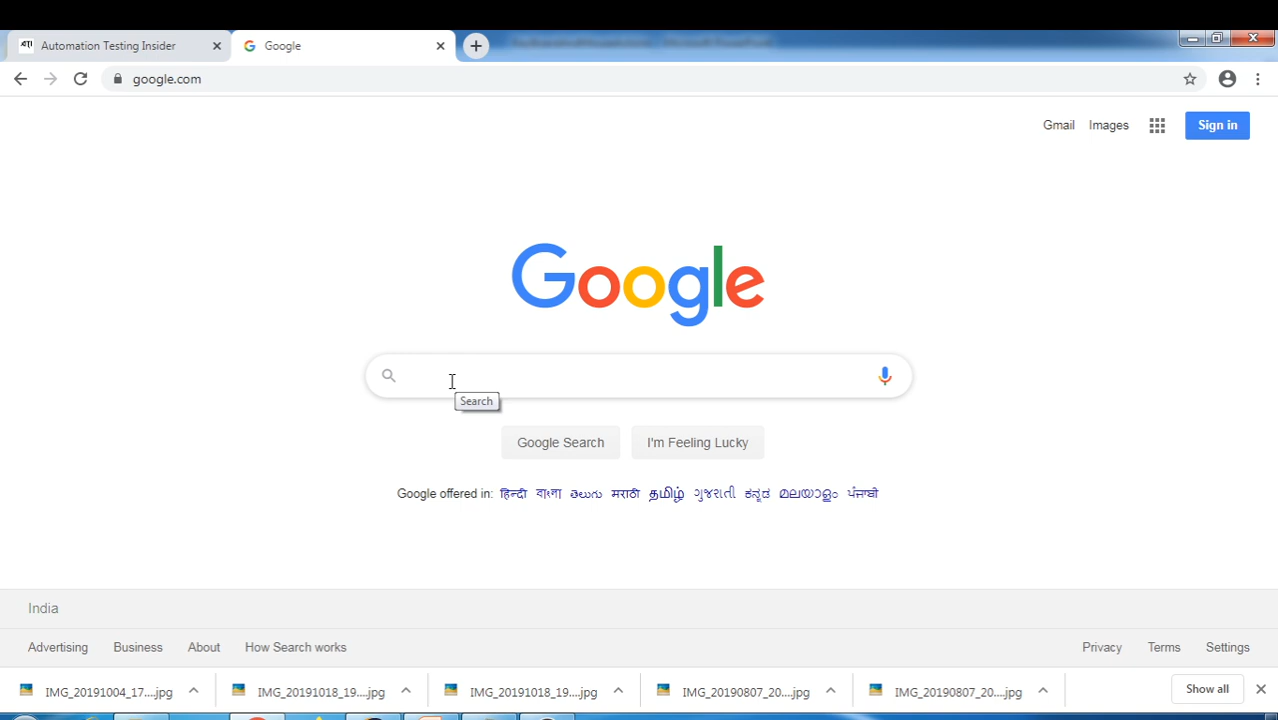 Automation Testing Insider
Google
google.com
Gmail Images Sign in
Google
Search
Google Search I'm Feeling Lucky
Google offered in: हिन्दी বাংলা తెలుగు मराठी தமிழ் ગુજરાતી ಕನ್ನಡ മലയാളം ਪੰਜਾਬੀ
India
Advertising Business About How Search works Privacy Terms Settings
IMG_20191004_17....jpg IMG_20191018_19....jpg IMG_20191018_19....jpg IMG_20190807_20....jpg IMG_20190807_20....jpg Show all